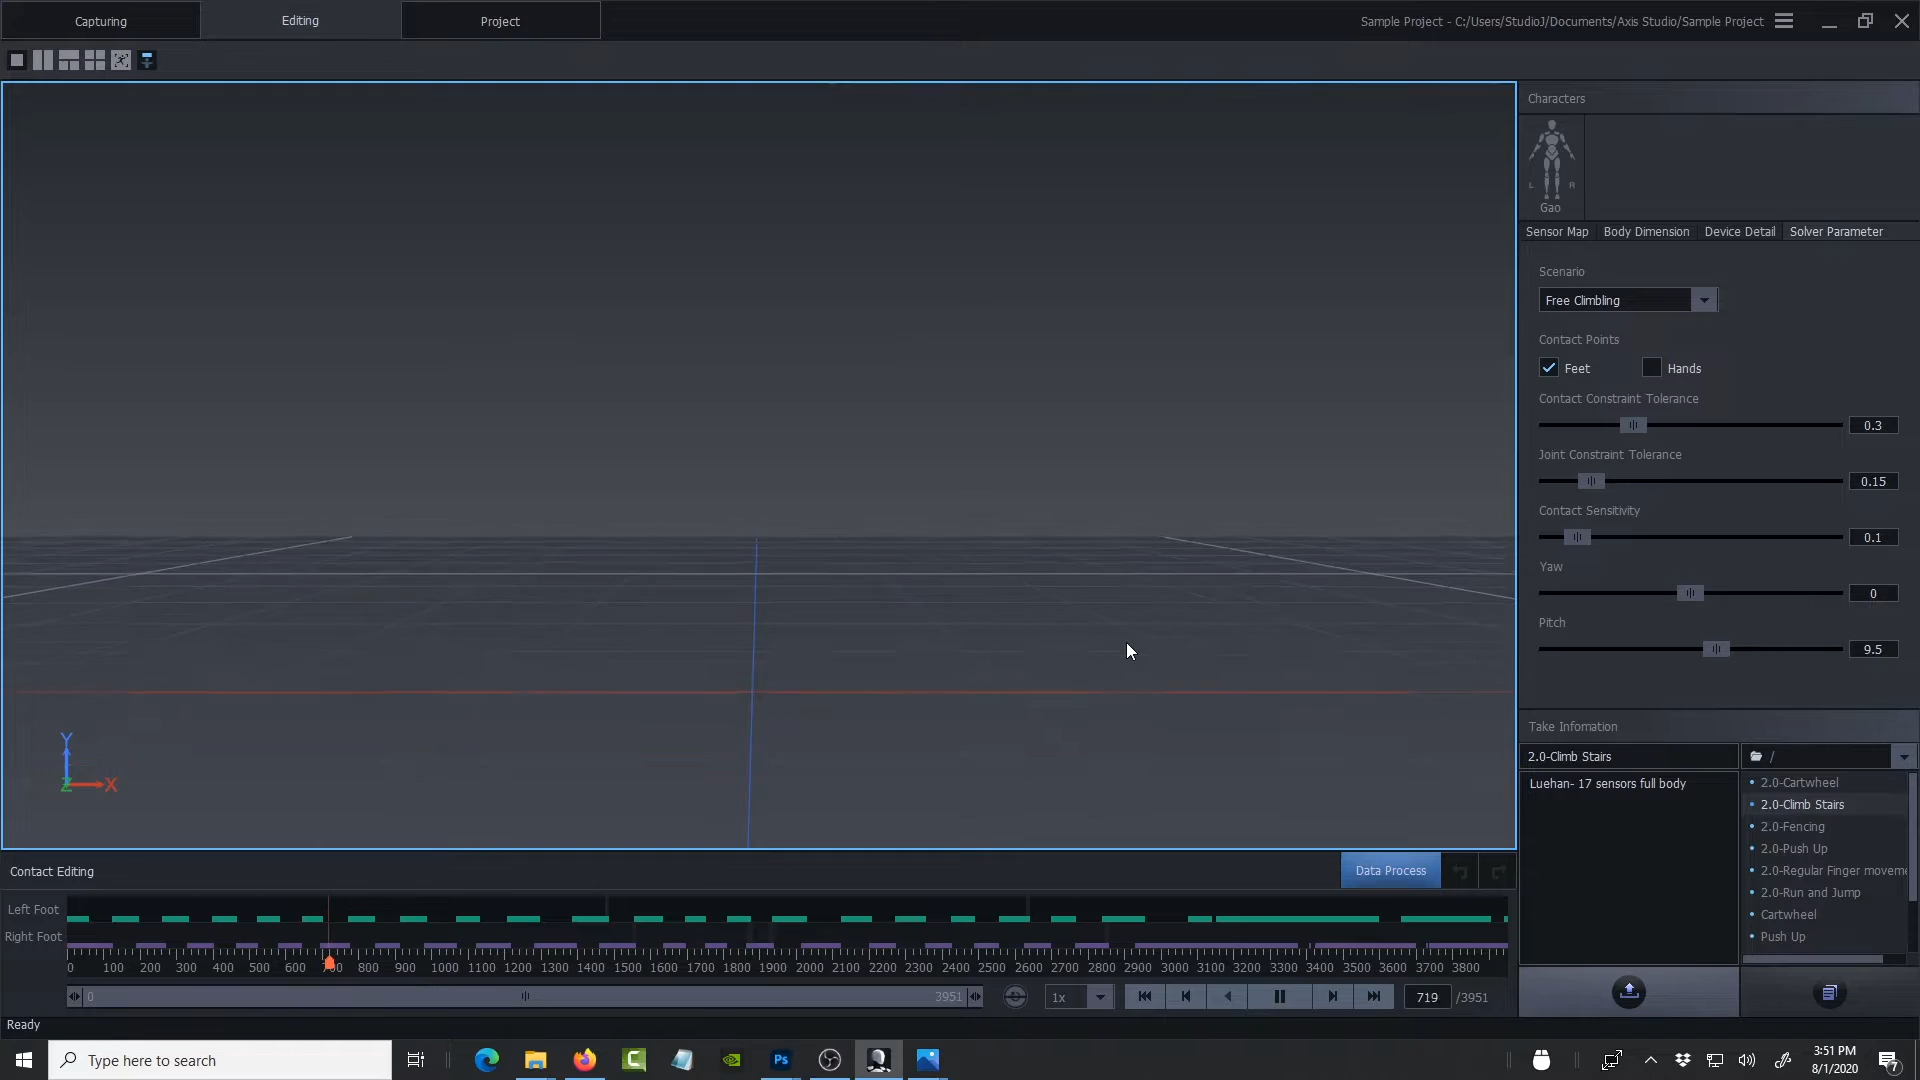 Capturing
Editing
Project
Sample Project - C:/Users/StudioJ/Documents/Axis Studio/Sample Project
Characters
L R
Gao
Sensor Map
Body Dimension
Device Detail
Solver Parameter
Scenario
Free Climbling
Contact Points
Feet
Hands
Contact Constraint Tolerance
0.3
Joint Constraint Tolerance
0.15
Contact Sensitivity
0.1
Yaw
0
Pitch
9.5
Y
Z X
Take Infomation
2.0-Climb Stairs
/
Luehan- 17 sensors full body
2.0-Cartwheel
2.0-Climb Stairs
2.0-Fencing
2.0-Push Up
2.0-Regular Finger moveme
2.0-Run and Jump
Cartwheel
Push Up
Contact Editing
Data Process
Left Foot
Right Foot
0 100 200 300 400 500 600 700 800 900 1000 1200 1300 1400 1500 1600 1700 1900 2000 2100 2200 2300 2400 2500 2600 2700 2800 2900 3000 3100 3200 3300 3400 3500 3600 3700 3800
0
3951
1x
719
/3951
Ready
Type here to search
Ps
3:51 PM
8/1/2020
7